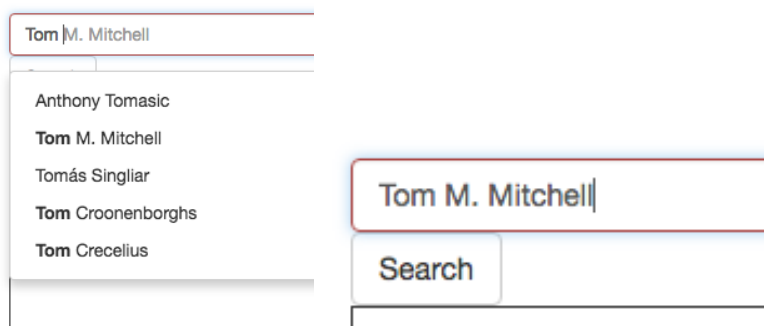 Tom M. Mitchell
Anthony Tomasic
Tom M. Mitchell
Tomás Singliar
Tom Croonenborghs
Tom Crecelius
Tom M. Mitchell
Search